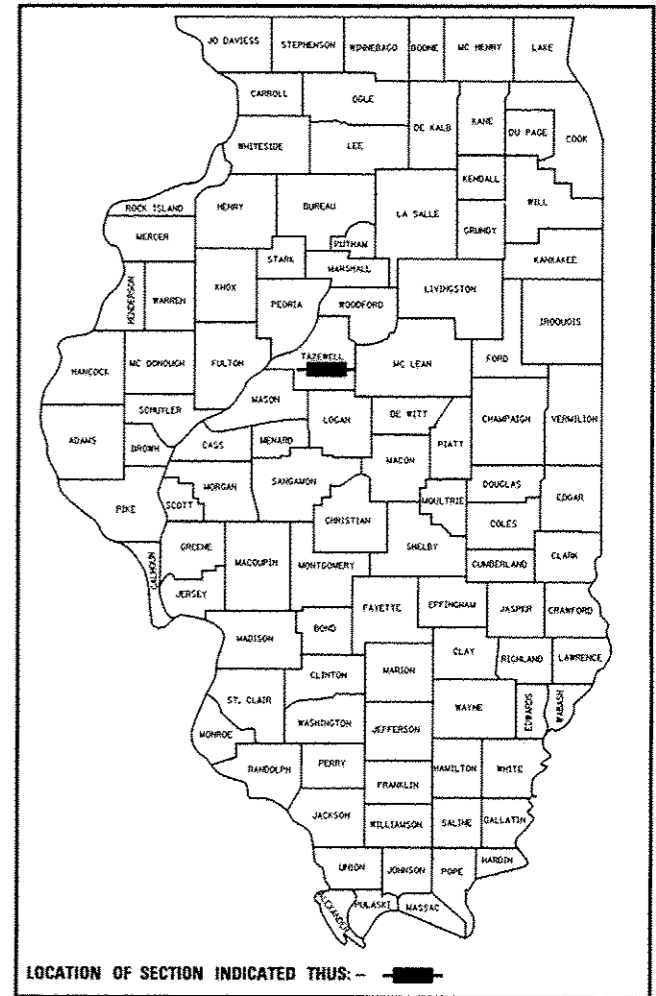 JO DAVIESS STEPHENSON WINNEBAGO BOONE MC HENRY LAKE
CARROLL OGLE DE KALB KANE DU PAGE COOK
WHITESIDE LEE KENDALL WILL
ROCK ISLAND HENRY BUREAU LA SALLE GRUNDY
MERCER PUTNAM
STARK MARSHALL KANKAKEE
HENDERSON WARREN KNOX PEORIA WOODFORD LIVINGSTON IROQUOIS
HANCOCK MC DONOUGH FULTON TAZEWELL MC LEAN FORD
MASON
SCHUYLER LOGAN DE WITT CHAMPAIGN VERMILION
ADAMS BROWN CASS MENARD PIATT
MACON
PIKE SCOTT MORGAN SANGAMON MOULTRIE DOUGLAS EDGAR
CHRISTIAN COLES
CALHOUN GREENE MACOUPIN MONTGOMERY SHELBY CUMBERLAND CLARK
JERSEY
FAYETTE EFFINGHAM JASPER CRAWFORD
MADISON BOND
CLAY RICHLAND LAWRENCE
CLINTON MARION
ST. CLAIR WAYNE EDWARDS WABASH
WASHINGTON JEFFERSON
MONROE
RANDOLPH PERRY HAMILTON WHITE
FRANKLIN
JACKSON WILLIAMSON SALINE GALLATIN
UNION JOHNSON POPE HARDIN
ALEXANDER PULASKI MASSAC
LOCATION OF SECTION INDICATED THUS: -